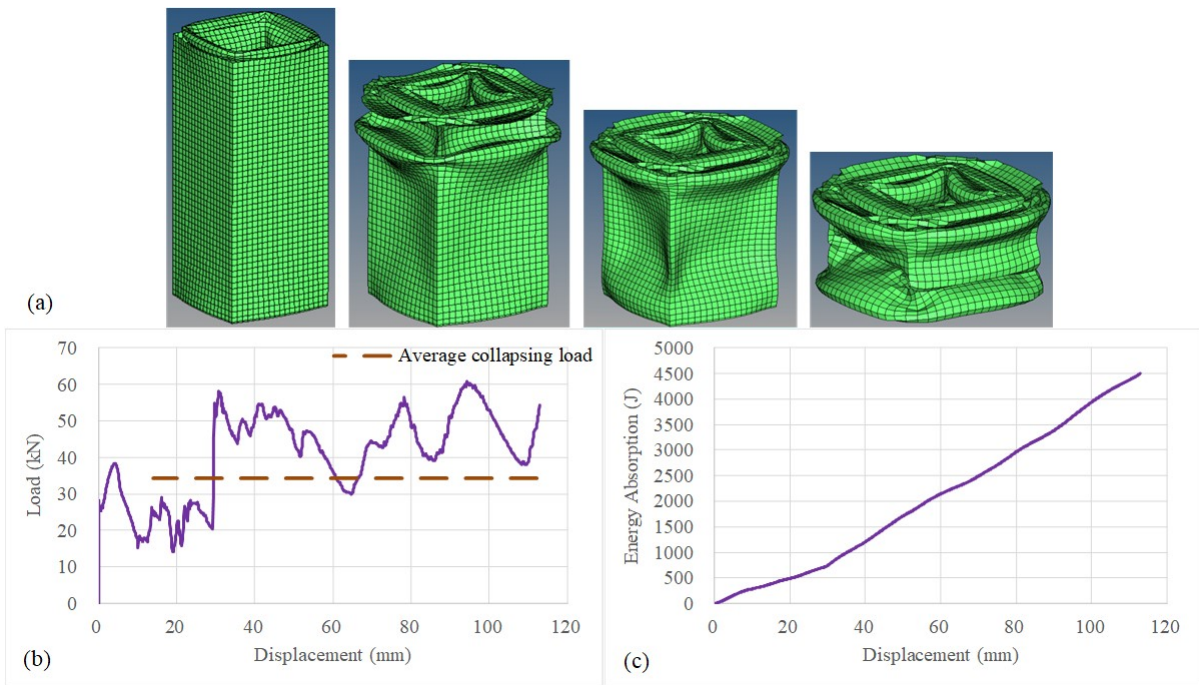 (a)
70
60
50
40
30
20
10
0
Load (kN)
Average collapsing load
0 20 40 60 80 100 120
Displacement (mm)
(b)
5000
4500
4000
3500
3000
2500
2000
1500
1000
500
0
Energy Absorption (J)
0 20 40 60 80 100 120
Displacement (mm)
(c)